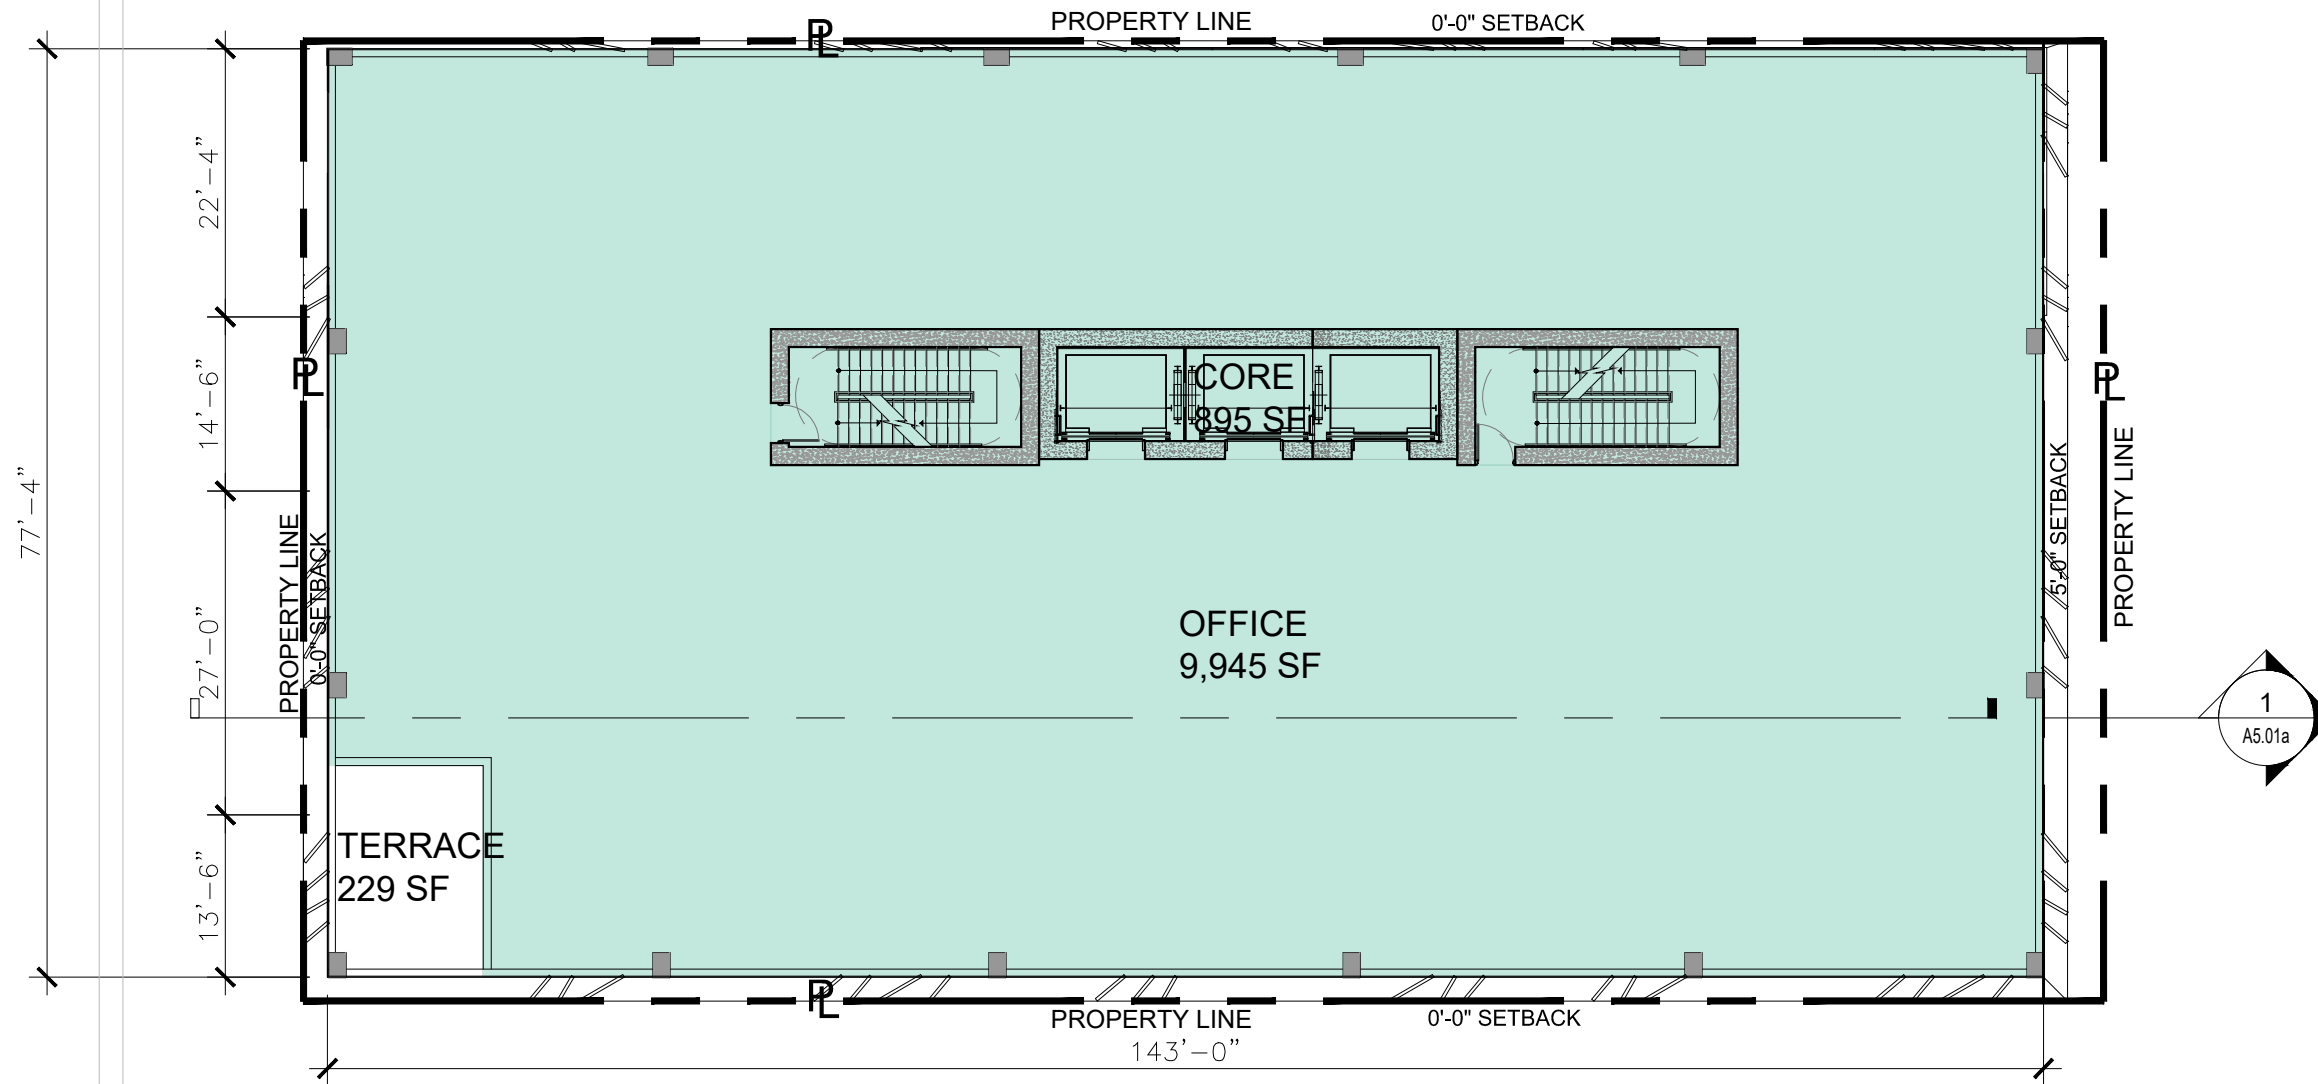 PROPERTY LINE
0'-0" SETBACK
PL
22'-4"
14'-6"
77'-4"
27'-0"
13'-6"
PL
PROPERTY LINE
0'-0" SETBACK
CORE
895 SF
OFFICE
9,945 SF
TERRACE
229 SF
PL
5'-0" SETBACK
PROPERTY LINE
1
A5.01a
PL
PROPERTY LINE
0'-0" SETBACK
143'-0"